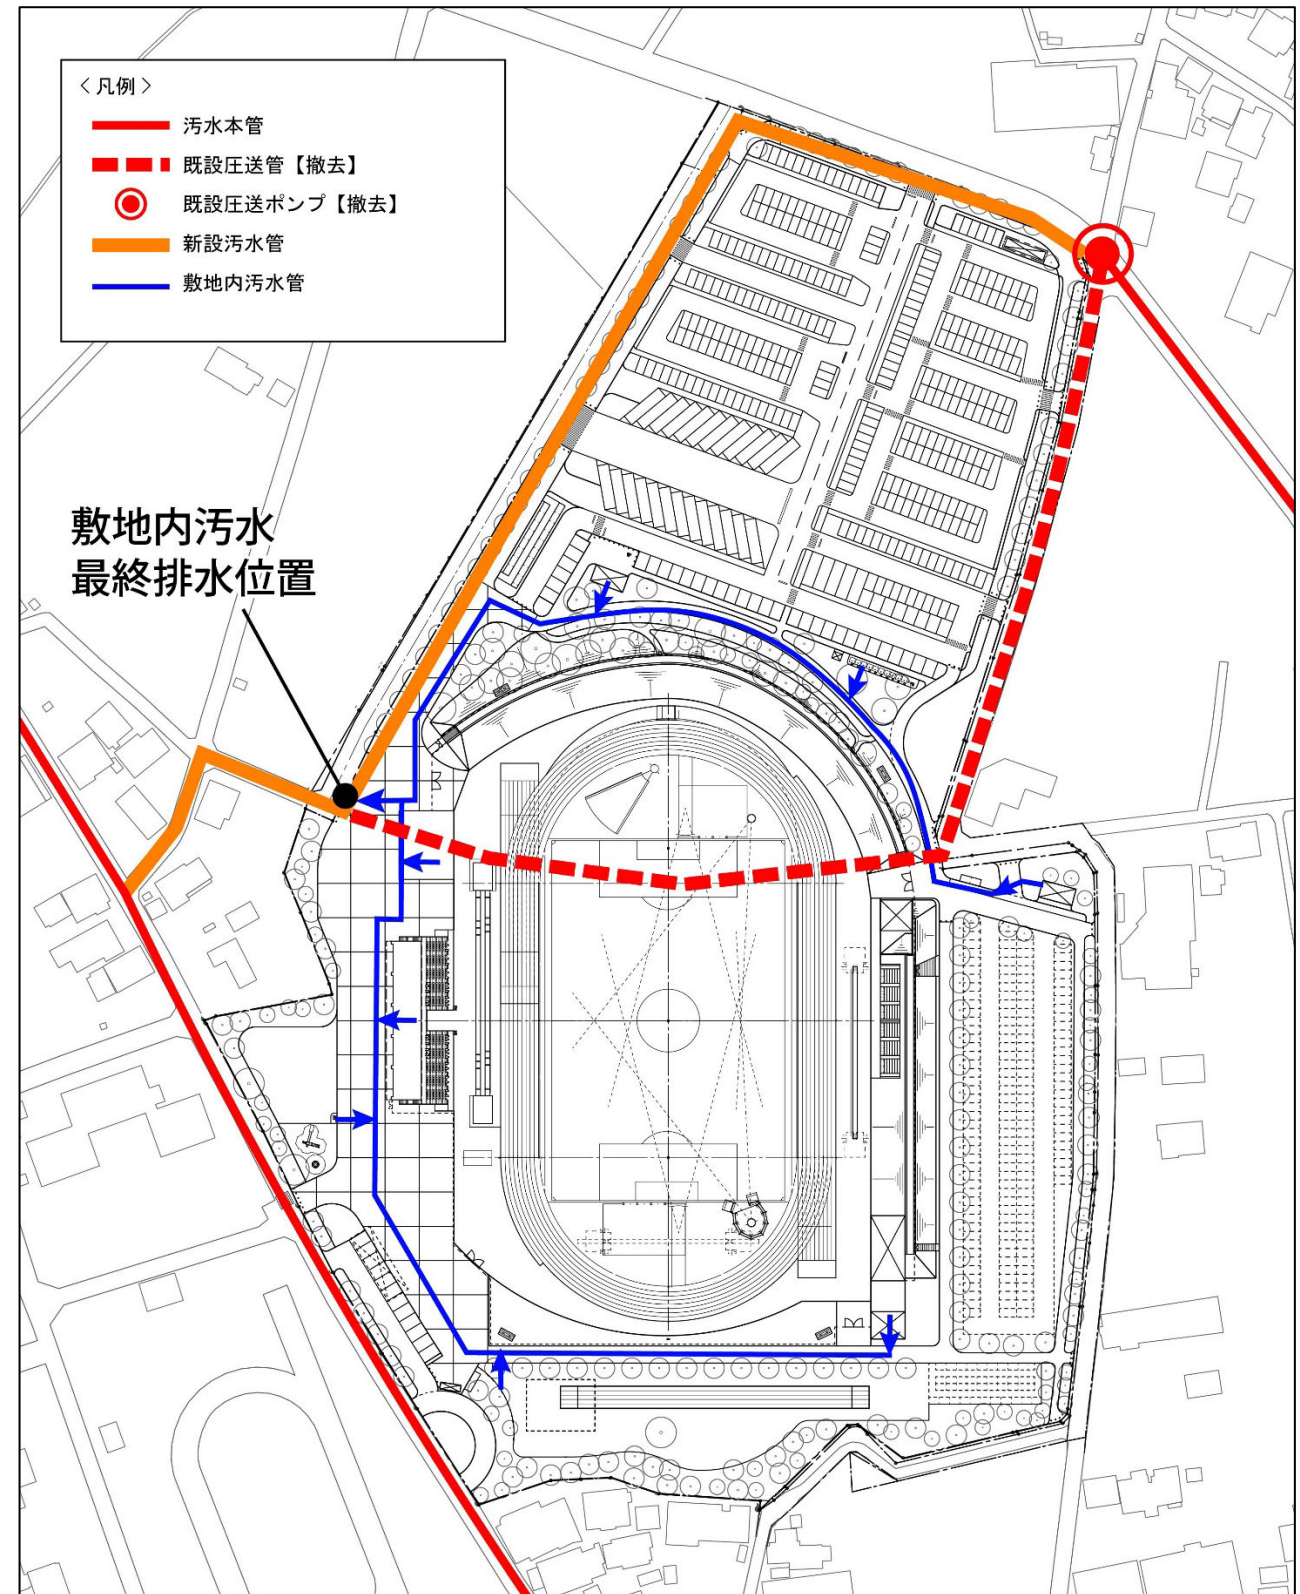 ＜凡例＞
汚水本管
既設圧送管【撤去】
既設圧送ポンプ【撤去】
新設汚水管
敷地内汚水管
敷地内汚水
最終排水位置